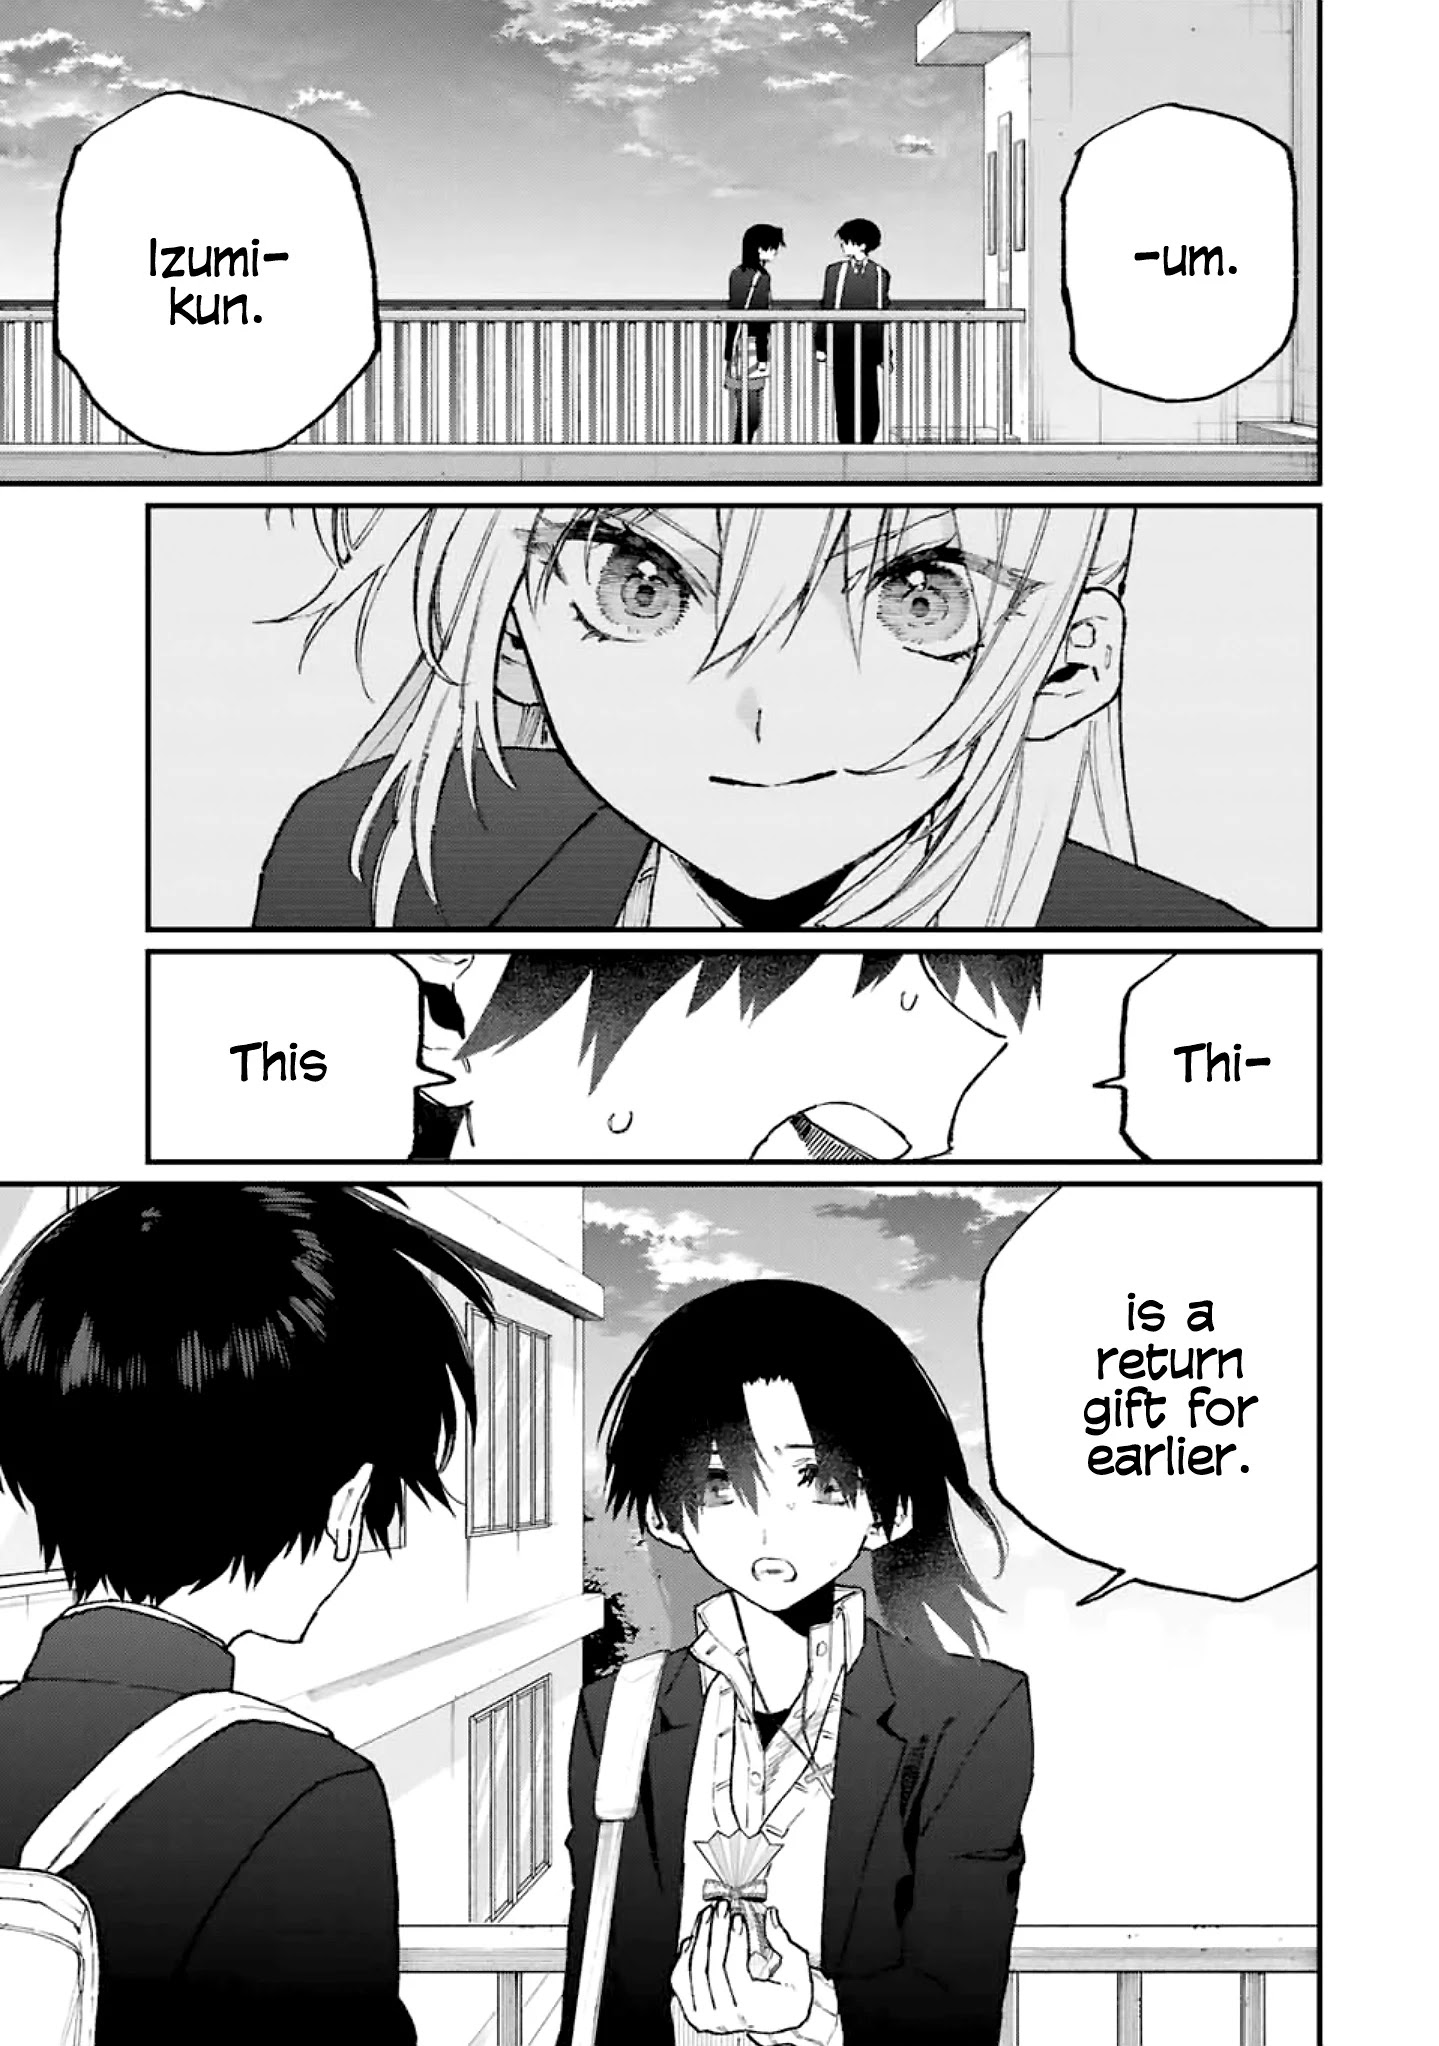 -um.
Izumi-
kun.
Thi-
This
is a
return
gift for
earlier.